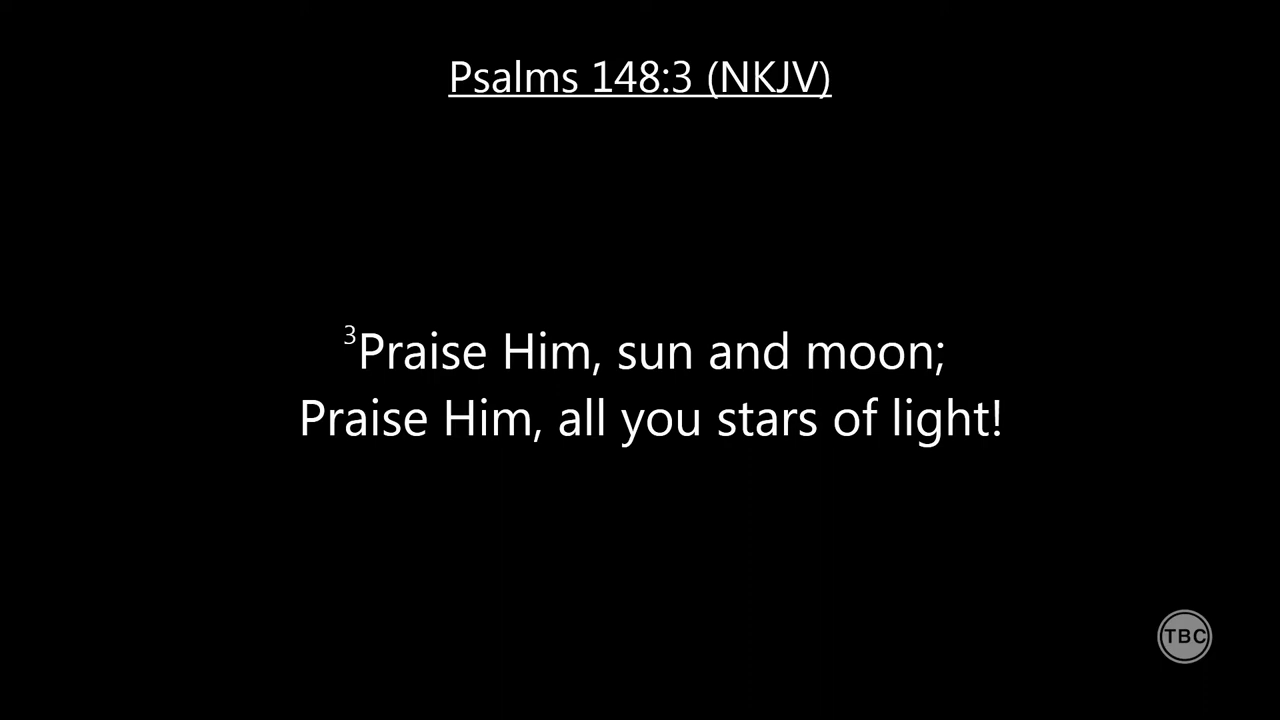 Psalms 148:3 (NKJV)
³Praise Him, sun and moon;
Praise Him, all you stars of light!
TBC